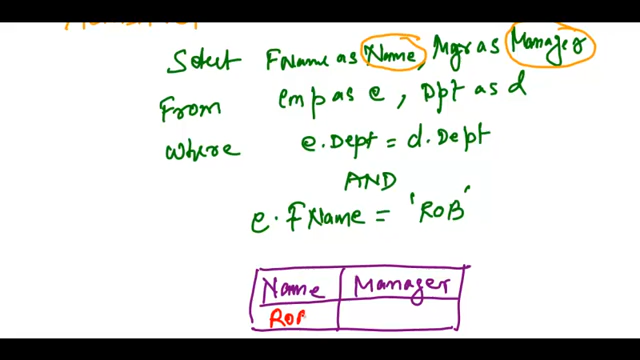 Select FName as Name, Mgr as Manager
From emp as e, Dpt as d
Where e.Dept = d.Dept
AND
e.FName = 'ROB'
Name Manager